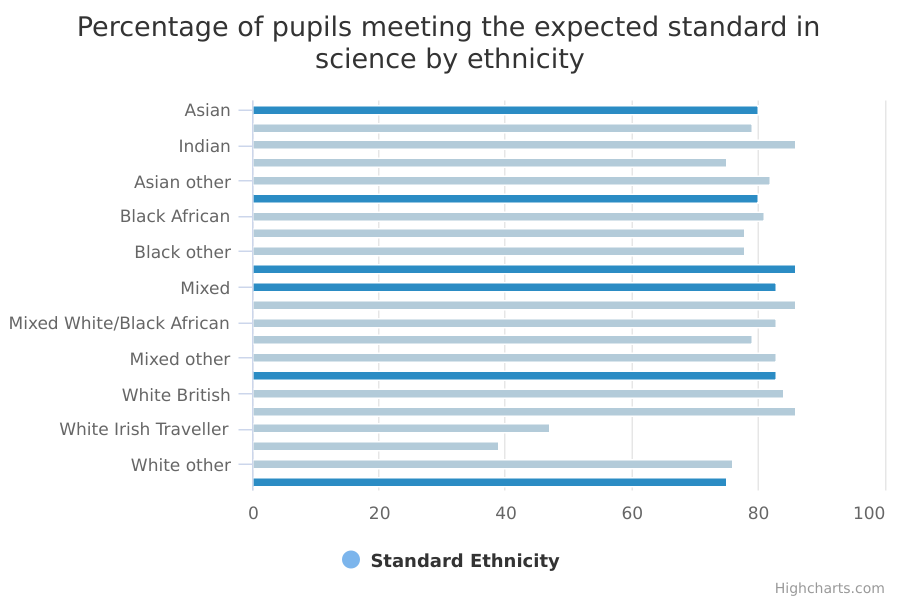 Percentage of pupils meeting the expected standard in
science by ethnicity
Asian
Indian
Asian other
Black African
Black other
Mixed
Mixed White/Black African
Mixed other
White British
White Irish Traveller
White other
0 20 40 60 80 100
Standard Ethnicity
Highcharts.com